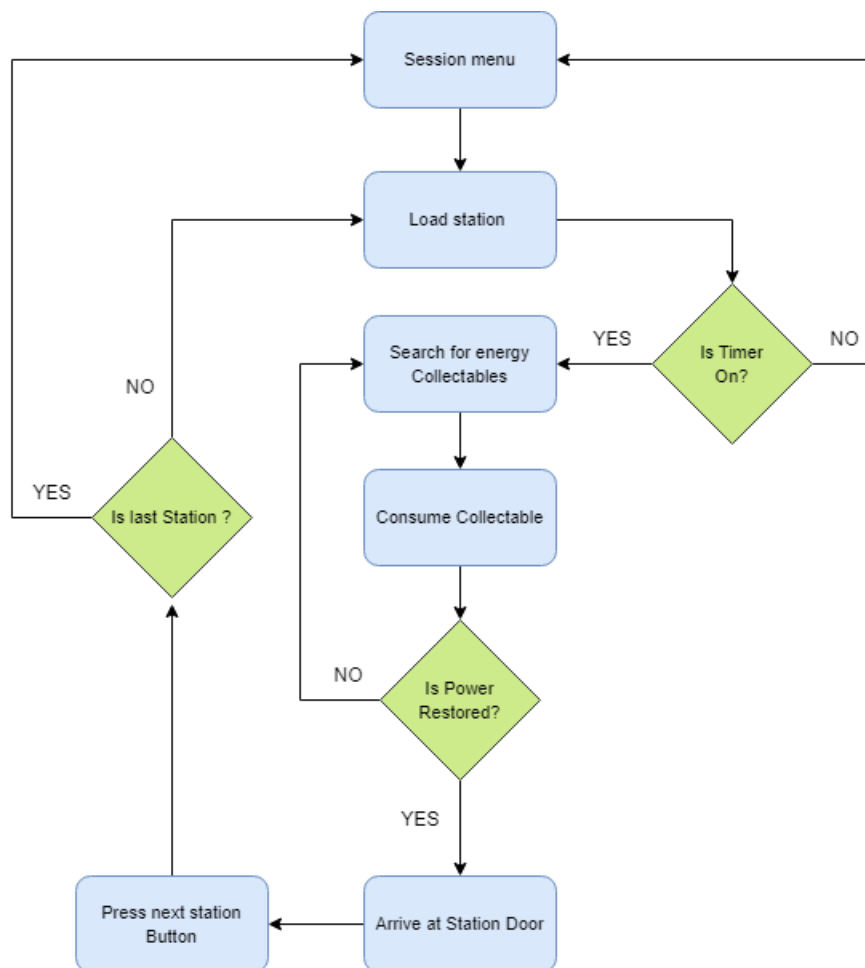 Session menu
Load station
Search for energy
Collectables
YES
Is Timer
On?
NO
NO
YES
Is last Station ?
Consume Collectable
NO
Is Power
Restored?
YES
Press next station
Button
Arrive at Station Door